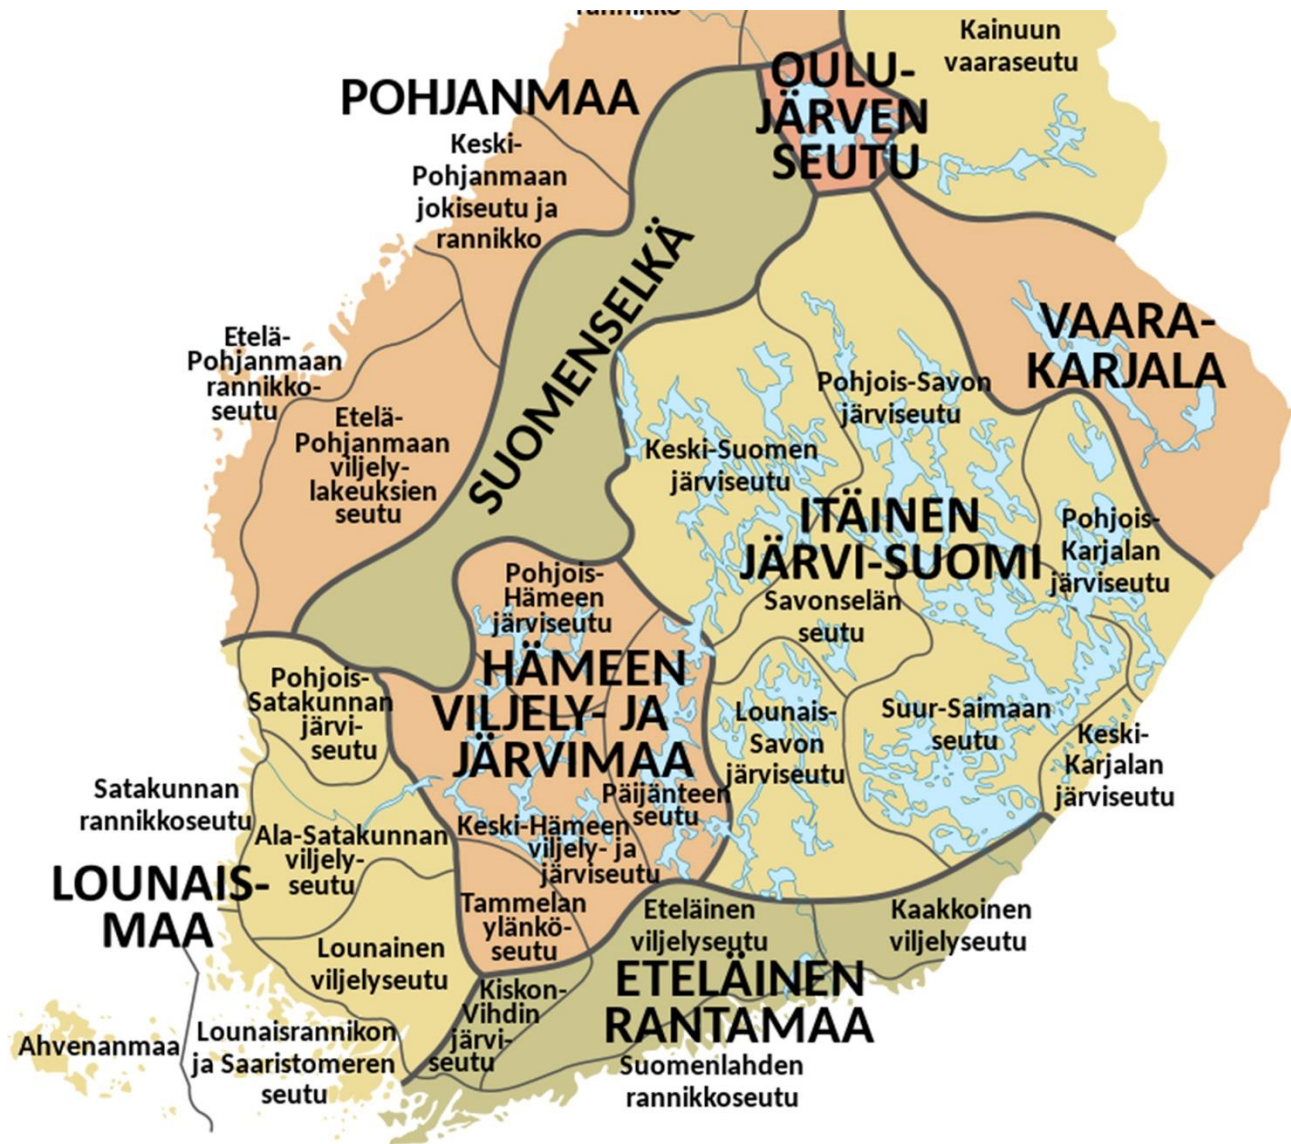 rannikko
Kainuun
vaaraseutu
OULU-
JÄRVEN
SEUTU
POHJANMAA
Keski-
Pohjanmaan
jokiseutu ja
rannikko
SUOMENSELKÄ
VAARA-
KARJALA
Etelä-
Pohjanmaan
rannikko-
seutu
Etelä-
Pohjanmaan
viljely-
lakeuksien
seutu
Pohjois-Savon
järviseutu
Keski-Suomen
järviseutu
ITÄINEN
JÄRVI-SUOMI
Pohjois-
Karjalan
järviseutu
Savonselän
seutu
Pohjois-
Hämeen
järviseutu
HÄMEEN
VILJELY- JA
JÄRVIMAA
Pohjois-
Satakunnan
järvi-
seutu
Lounais-
Savon
järviseutu
Suur-Saimaan
seutu
Keski-
Karjalan
järviseutu
Satakunnan
rannikkoseutu
Päijänteen
seutu
Ala-Satakunnan
viljely-
seutu
Keski-Hämeen
viljely- ja
järviseutu
LOUNAIS-
MAA
Tammelan
ylänkö-
seutu
Eteläinen
viljelyseutu
Kaakkoinen
viljelyseutu
Lounainen
viljelyseutu
ETELÄINEN
RANTAMAA
Kiskon-
Vihdin
järvi-
seutu
Ahvenanmaa
Lounaisrannikon
ja Saaristomeren
seutu
Suomenlahden
rannikkoseutu